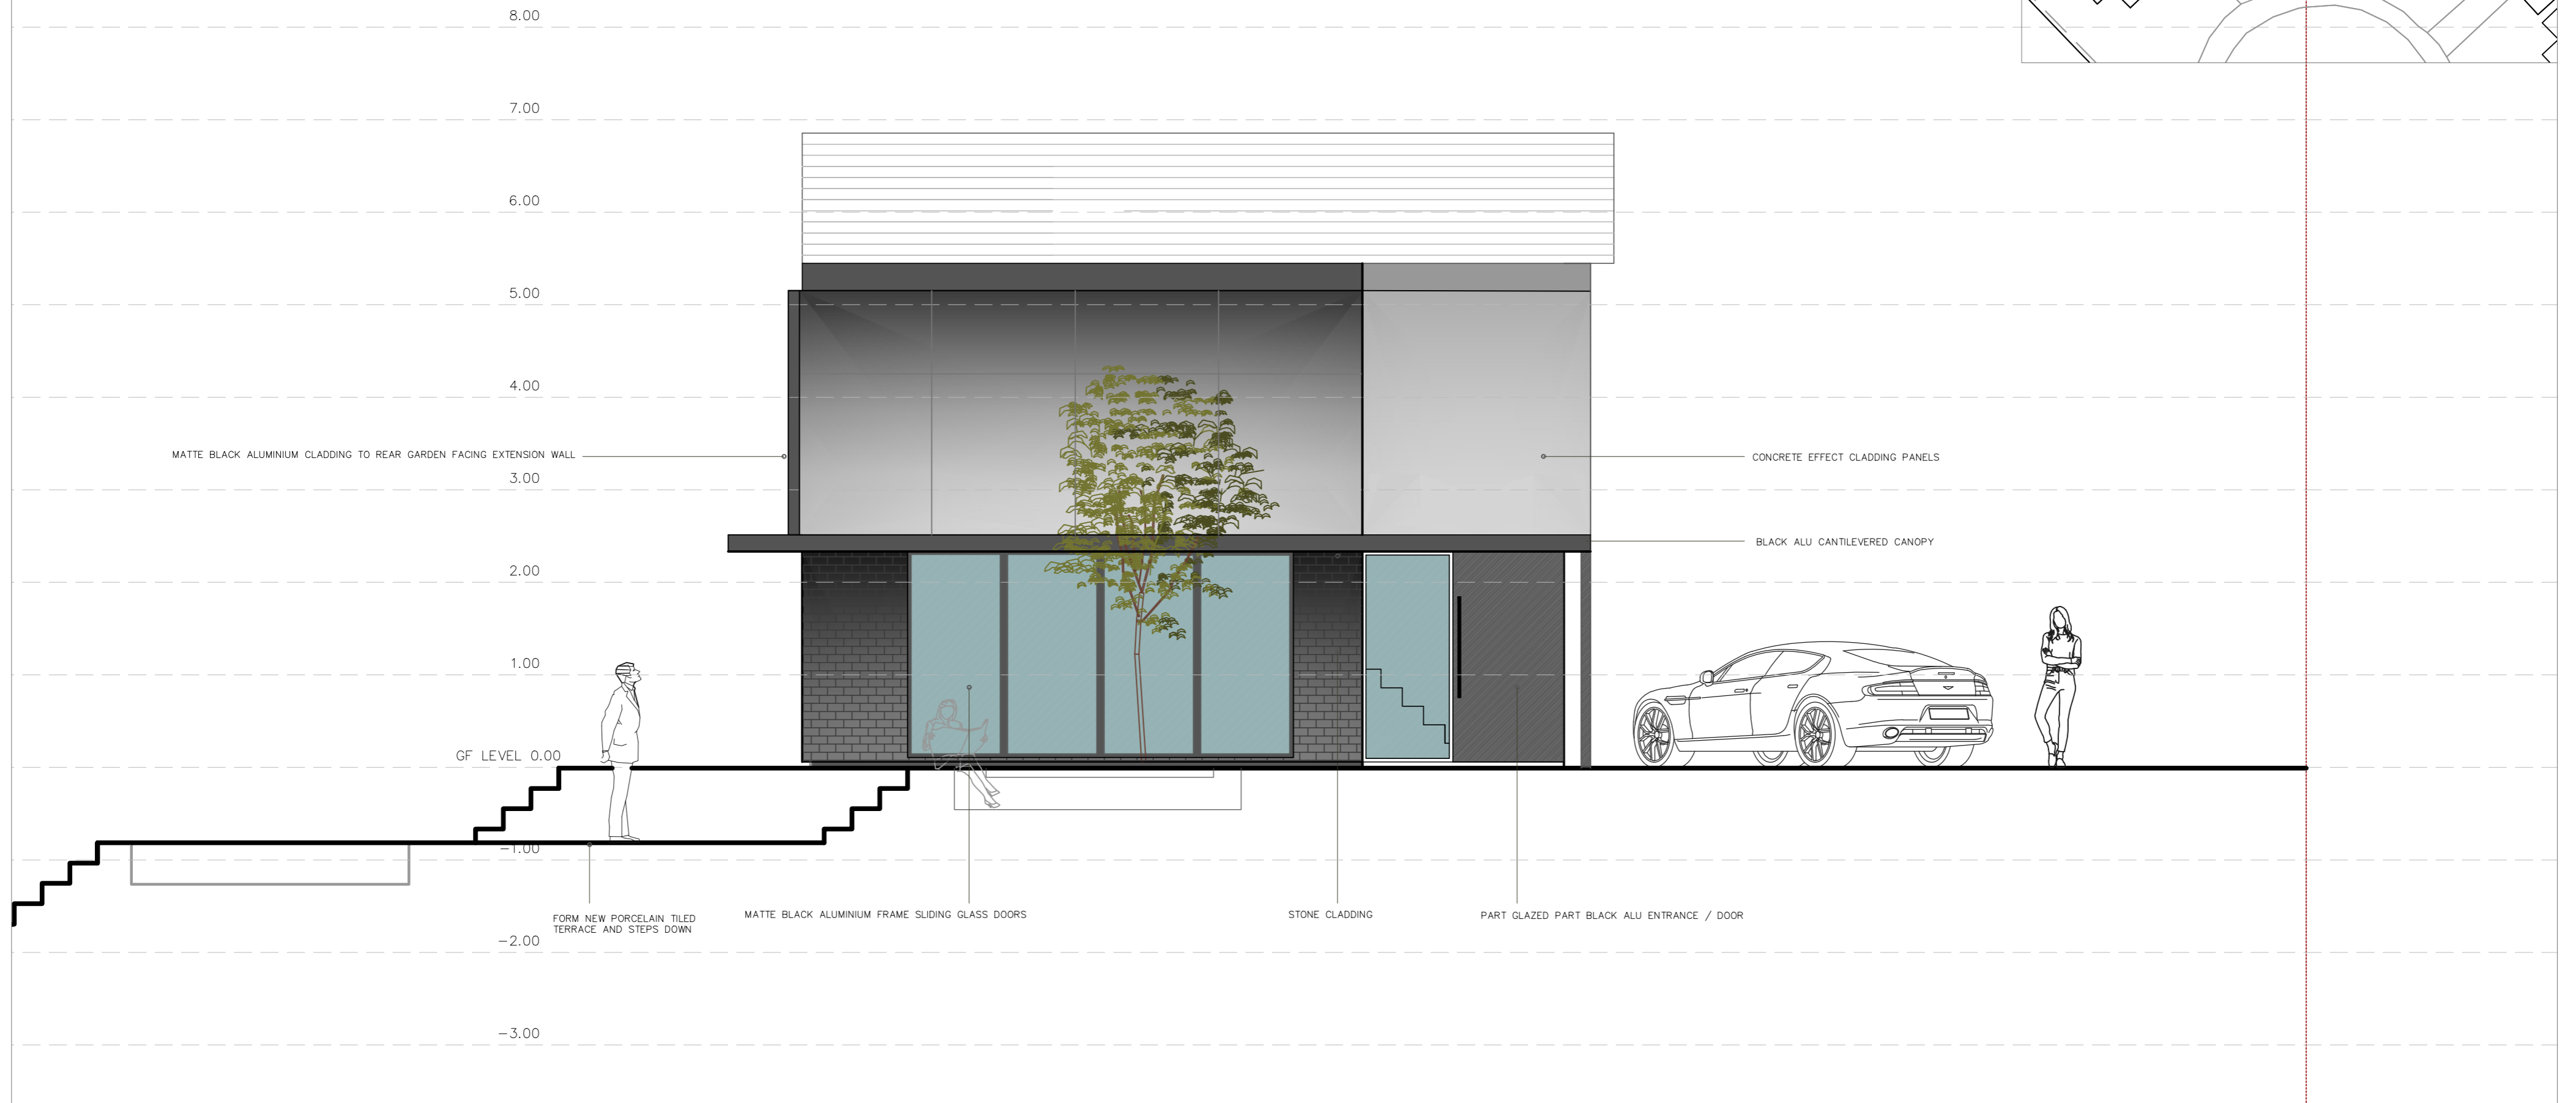 8.00
7.00
6.00
5.00
4.00
MATTE BLACK ALUMINIUM CLADDING TO REAR GARDEN FACING EXTENSION WALL
CONCRETE EFFECT CLADDING PANELS
3.00
BLACK ALU CANTILEVERED CANOPY
2.00
1.00
GF LEVEL 0.00
-1.00
FORM NEW PORCELAIN TILED
TERRACE AND STEPS DOWN
MATTE BLACK ALUMINIUM FRAME SLIDING GLASS DOORS
STONE CLADDING
PART GLAZED PART BLACK ALU ENTRANCE / DOOR
-2.00
-3.00